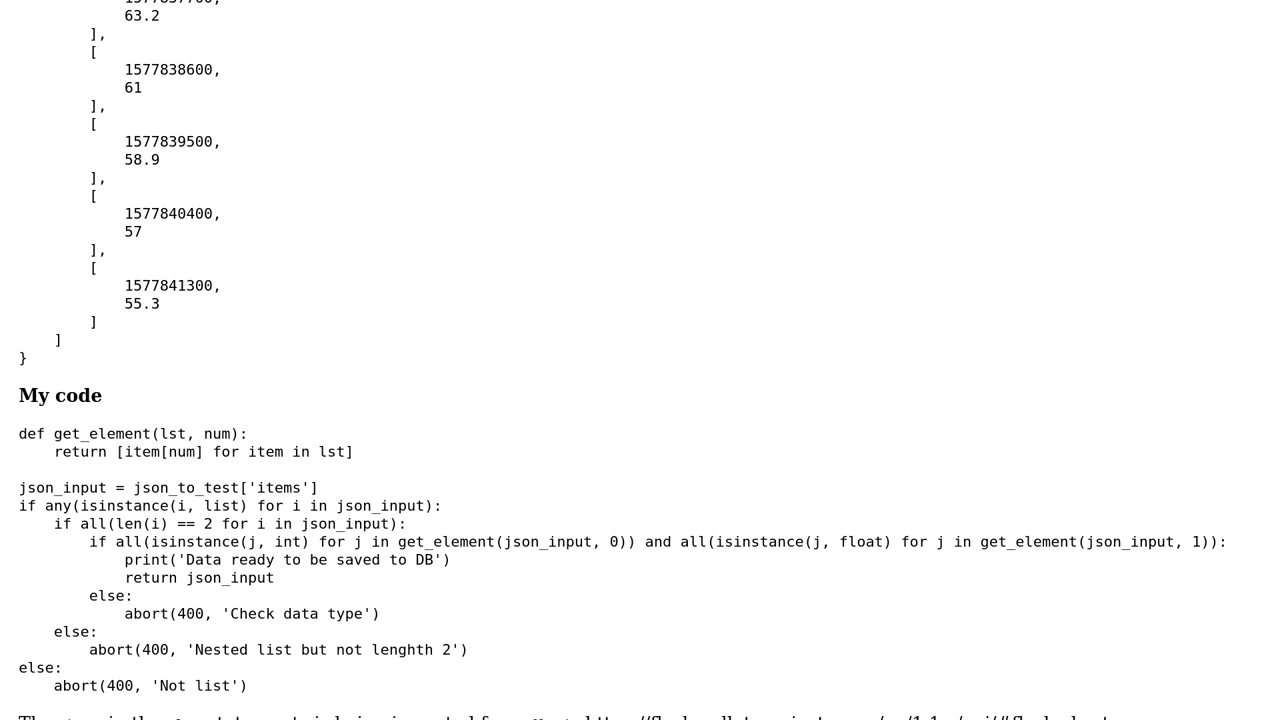 63.2
],
[
1577838600,
61
],
[
1577839500,
58.9
],
[
1577840400,
57
],
[
1577841300,
55.3
]
]
}
My code
def get_element(lst, num):
    return [item[num] for item in lst]
json_input = json_to_test['items']
if any(isinstance(i, list) for i in json_input):
    if all(len(i) == 2 for i in json_input):
        if all(isinstance(j, int) for j in get_element(json_input, 0)) and all(isinstance(j, float) for j in get_element(json_input, 1)):
            print('Data ready to be saved to DB')
            return json_input
        else:
            abort(400, 'Check data type')
    else:
        abort(400, 'Nested list but not lenghth 2')
else:
    abort(400, 'Not list')